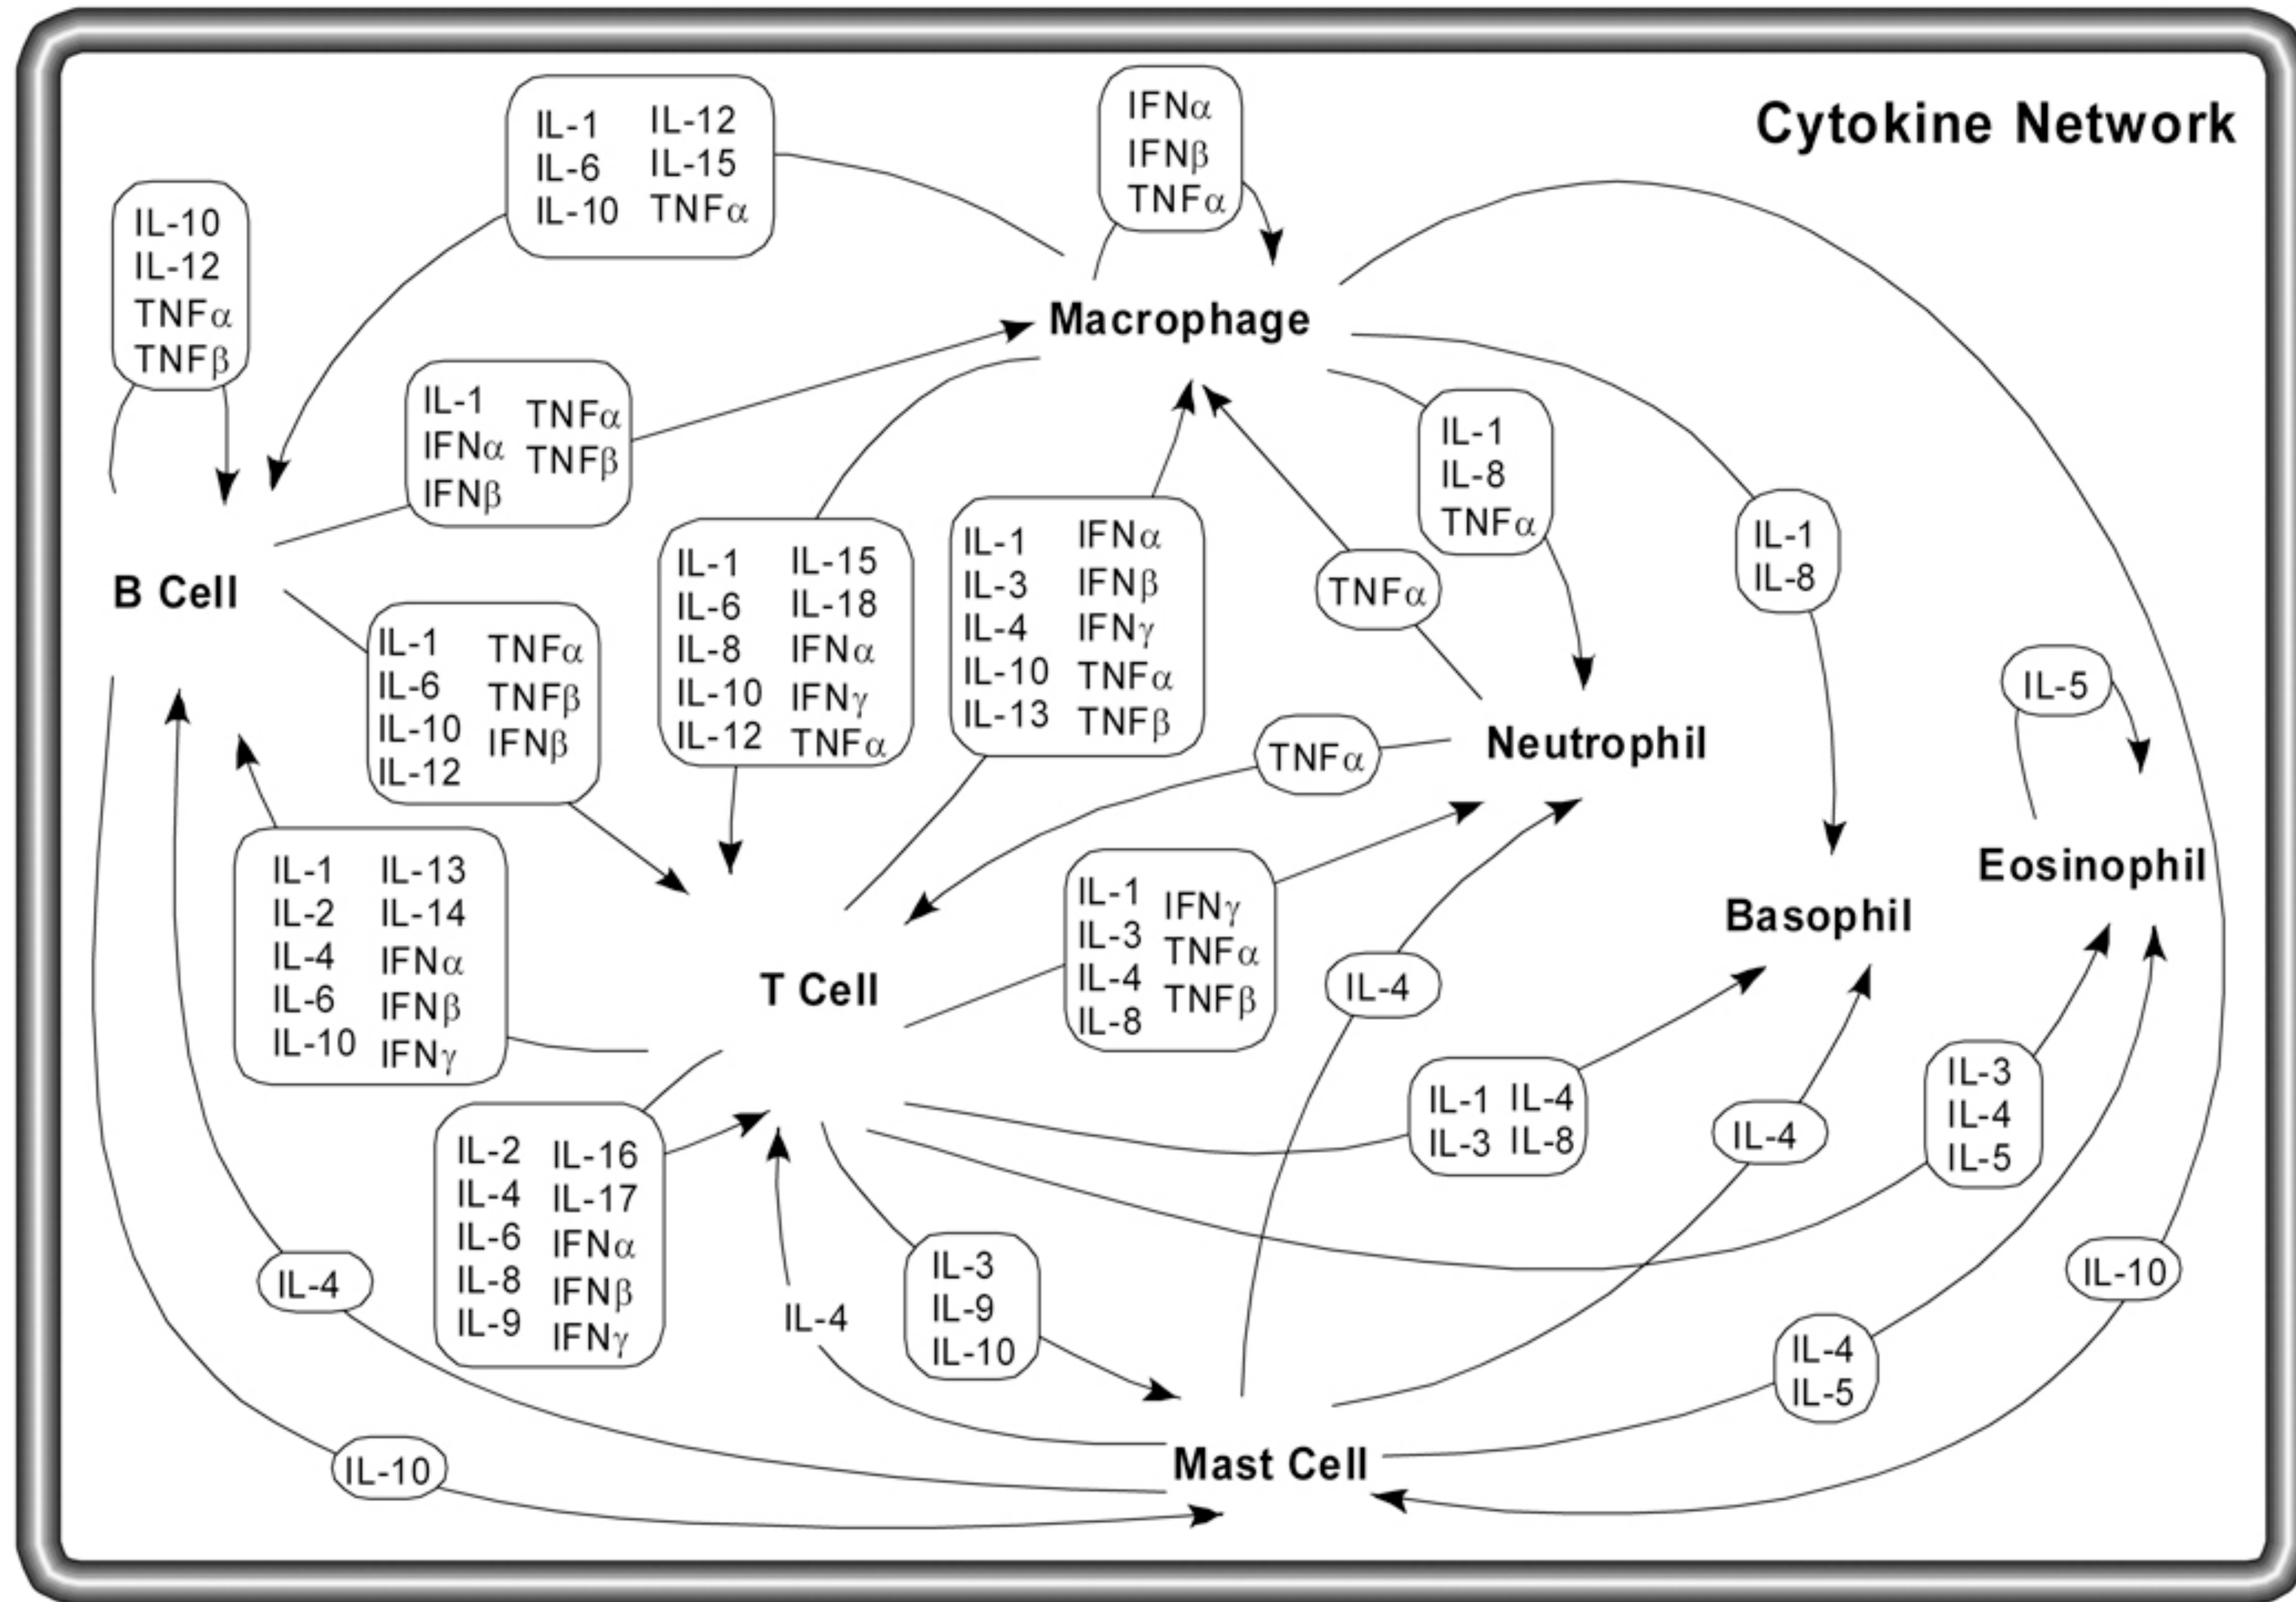 Cytokine Network
IL-1 IL-12
IL-6 IL-15
IL-10 TNFα
IFNα
IFNβ
TNFα
IL-10
IL-12
TNFα
TNFβ
Macrophage
IL-1 TNFα
IFNα TNFβ
IFNβ
IL-1
IL-8
TNFα
IL-1
IL-8
B Cell
IL-1 IL-15
IL-6 IL-18
IL-8 IFNα
IL-10 IFNγ
IL-12 TNFα
IL-1 IFNα
IL-3 IFNβ
IL-4 IFNγ
IL-10 TNFα
IL-13 TNFβ
TNFα
IL-1 TNFα
IL-6 TNFβ
IL-10 IFNβ
IL-12
IL-5
TNFα
Neutrophil
Eosinophil
Basophil
IL-1 IL-13
IL-2 IL-14
IL-4 IFNα
IL-6 IFNβ
IL-10 IFNγ
T Cell
IL-1 IFNγ
IL-3 TNFα
IL-4 TNFβ
IL-8
IL-4
IL-1 IL-4
IL-3 IL-8
IL-4
IL-3
IL-4
IL-5
IL-2 IL-16
IL-4 IL-17
IL-6 IFNα
IL-8 IFNβ
IL-9 IFNγ
IL-4
IL-4
IL-3
IL-9
IL-10
IL-10
IL-4
IL-5
Mast Cell
IL-10